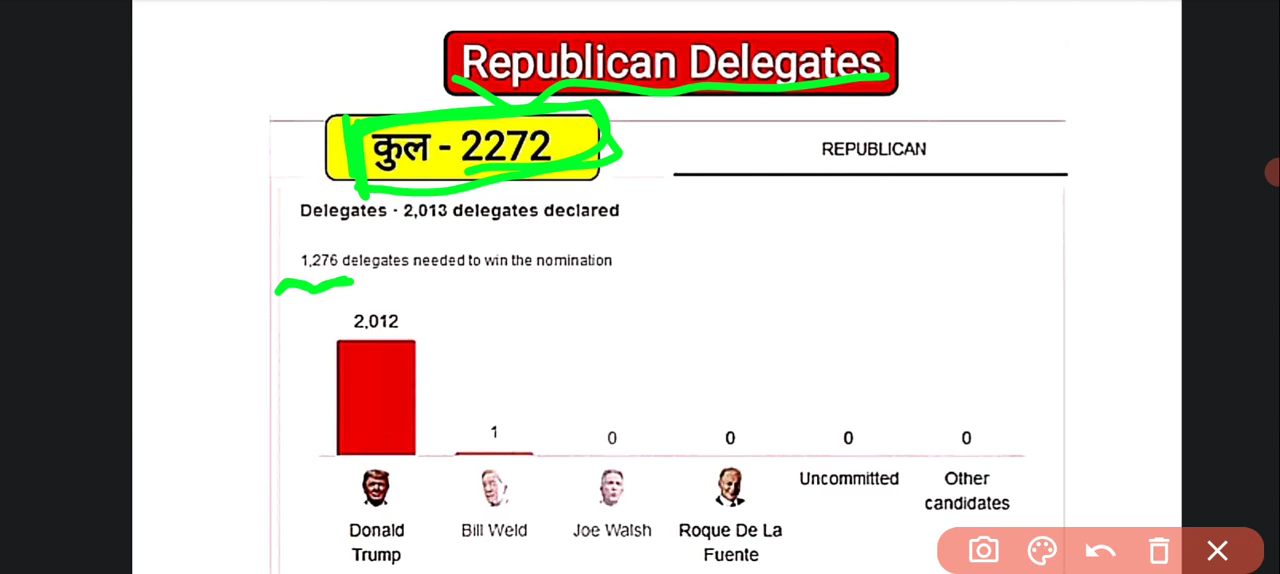 Republican Delegates
कुल - 2272
REPUBLICAN
Delegates · 2,013 delegates declared
1,276 delegates needed to win the nomination
2,012
1
0
0
0
0
Donald Trump
Bill Weld
Joe Walsh
Roque De La Fuente
Uncommitted
Other candidates